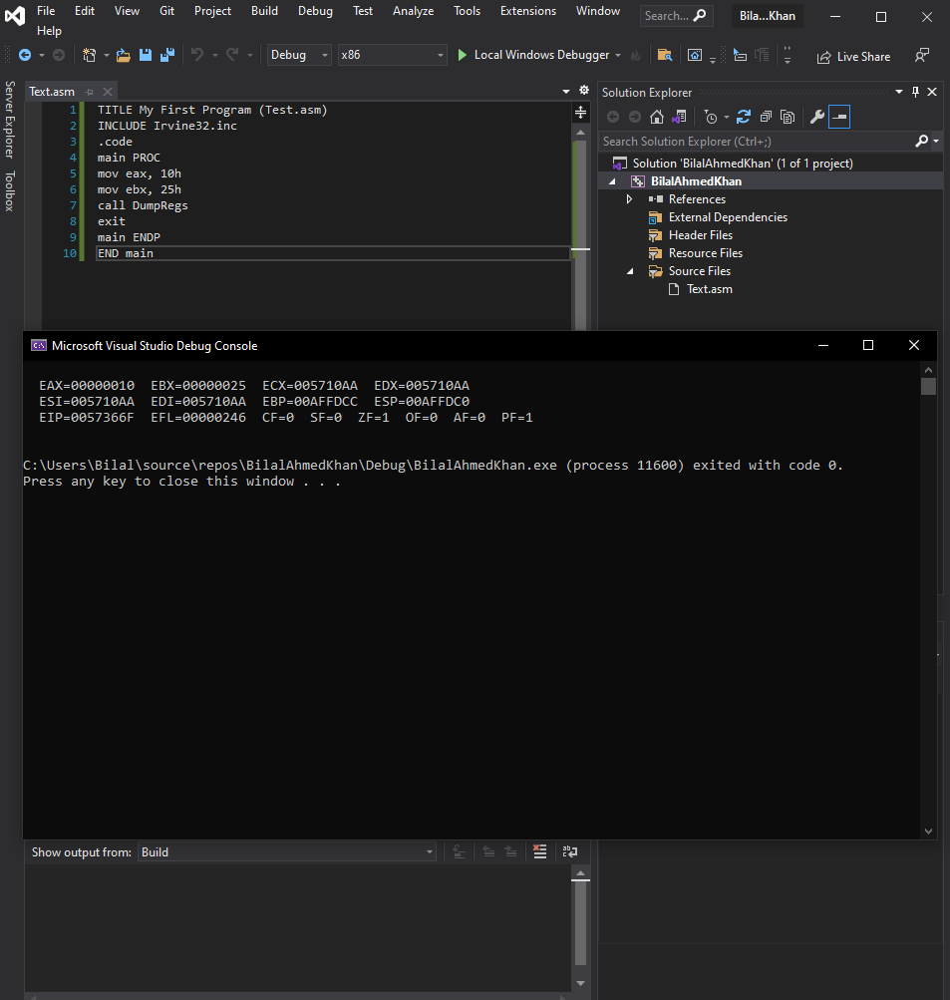 File Edit View Git Project Build Debug Test Analyze Tools Extensions Window Search... Bila...Khan
Help
Debug x86 Local Windows Debugger Live Share
Server Explorer
Toolbox
Text.asm
1 TITLE My First Program (Test.asm)
2 INCLUDE Irvine32.inc
3 .code
4 main PROC
5 mov eax, 10h
6 mov ebx, 25h
7 call DumpRegs
8 exit
9 main ENDP
10 END main
Solution Explorer
Search Solution Explorer (Ctrl+;)
Solution 'BilalAhmedKhan' (1 of 1 project)
BilalAhmedKhan
References
External Dependencies
Header Files
Resource Files
Source Files
Text.asm
Microsoft Visual Studio Debug Console
EAX=00000010 EBX=00000025 ECX=005710AA EDX=005710AA
ESI=005710AA EDI=005710AA EBP=00AFFDCC ESP=00AFFDC0
EIP=0057366F EFL=00000246 CF=0 SF=0 ZF=1 OF=0 AF=0 PF=1
C:\Users\Bilal\source\repos\BilalAhmedKhan\Debug\BilalAhmedKhan.exe (process 11600) exited with code 0.
Press any key to close this window . . .
Show output from: Build